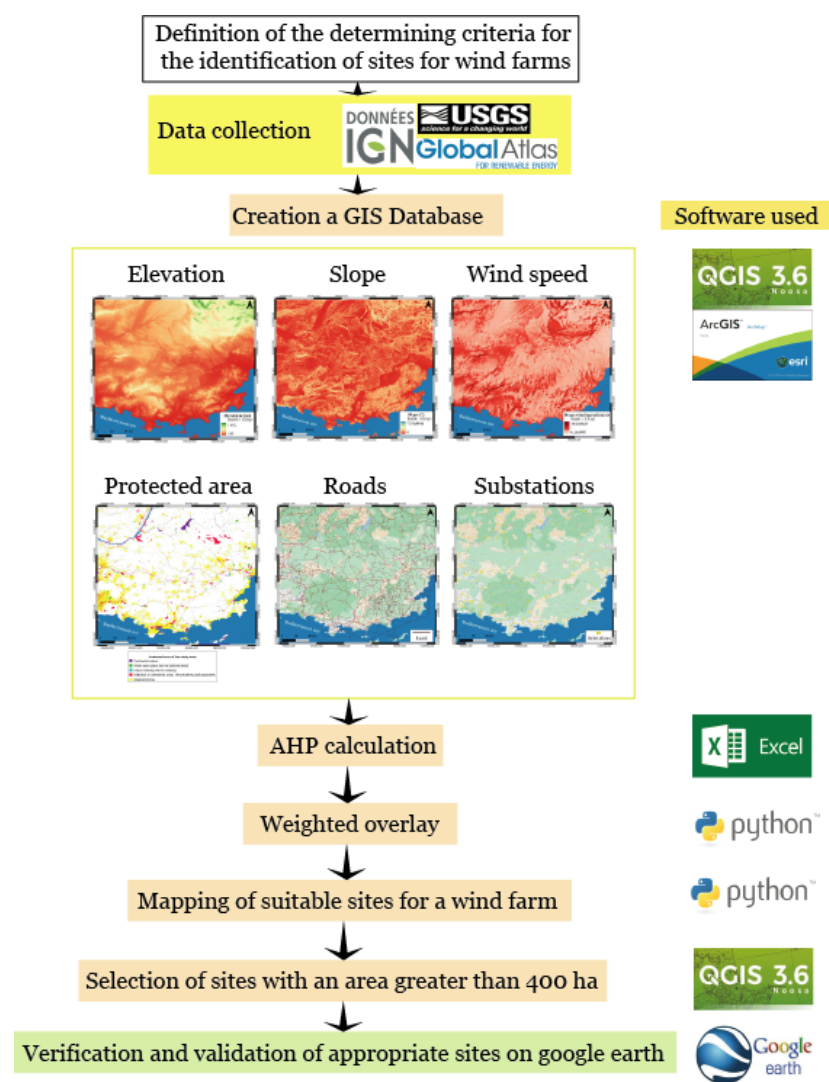 Definition of the determining criteria for
the identification of sites for wind farms
Data collection
DONNÉES
IGN
USGS
science for a changing world
Global Atlas
FOR RENEWABLE ENERGY
Creation a GIS Database
Software used
Elevation
Slope
Wind speed
QGIS 3.6
Noosa
ArcGIS™
esri
Protected area
Roads
Substations
AHP calculation
Excel
Weighted overlay
python™
Mapping of suitable sites for a wind farm
python™
Selection of sites with an area greater than 400 ha
QGIS 3.6
Noosa
Verification and validation of appropriate sites on google earth
Google
earth